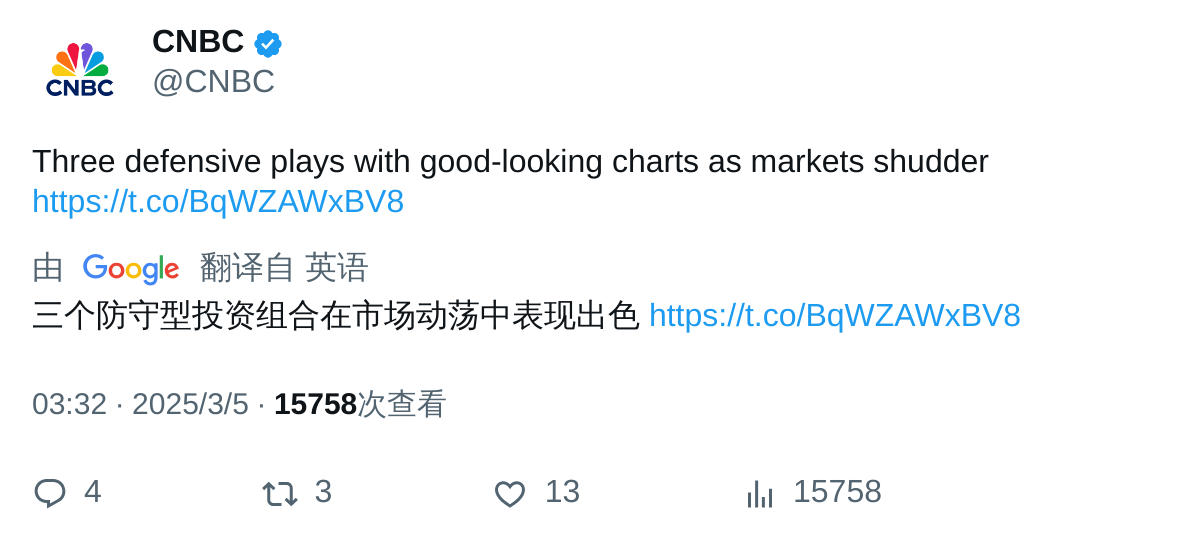 CNBC
CNBC
@CNBC
Three defensive plays with good-looking charts as markets shudder
https://t.co/BqWZAWxBV8
由 Google 翻译自 英语
三个防守型投资组合在市场动荡中表现出色 https://t.co/BqWZAWxBV8
03:32 · 2025/3/5 · 15758次查看
4 3 13 15758